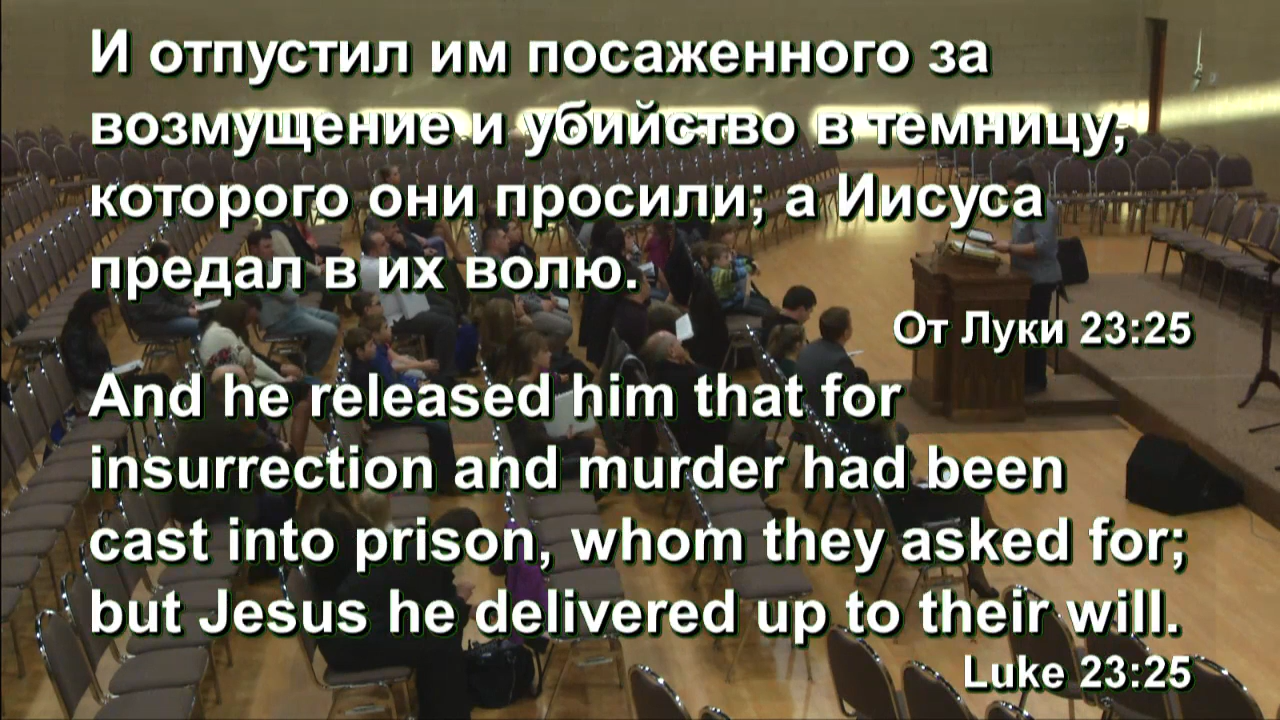 И отпустил им посаженного за
возмущение и убийство в темницу,
которого они просили; а Иисуса
предал в их волю.
От Луки 23:25
And he released him that for
insurrection and murder had been
cast into prison, whom they asked for;
but Jesus he delivered up to their will.
Luke 23:25